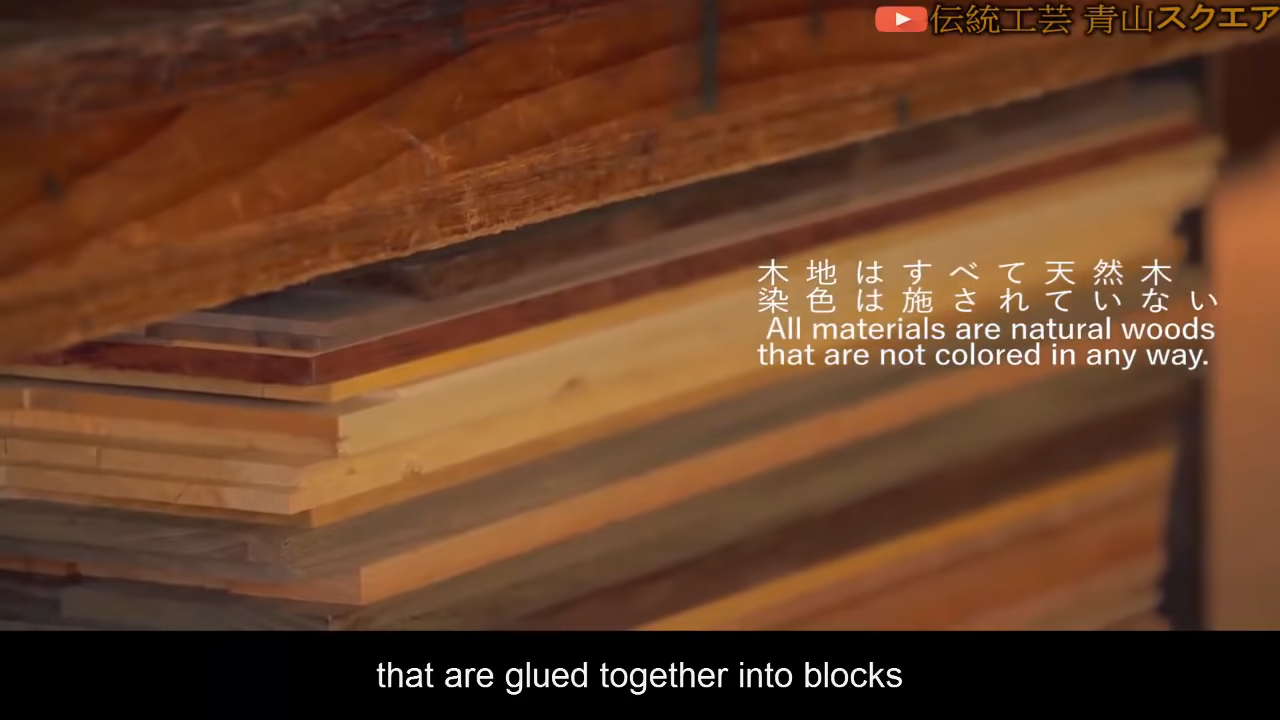 伝統工芸 青山スクエア
木地はすべて天然木
染色は施されていない
All materials are natural woods
that are not colored in any way.
that are glued together into blocks